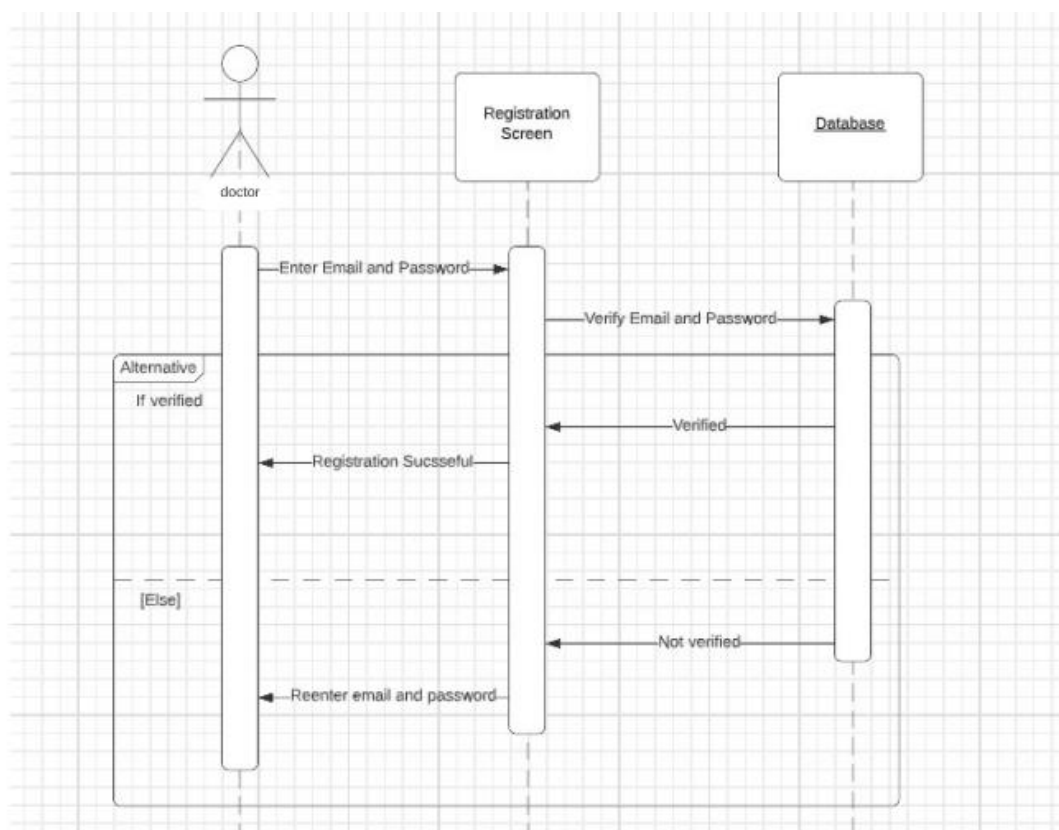 Registration
Screen
Database
doctor
Enter Email and Password
Verify Email and Password
Alternative
If verified
Verified
Registration Sucsseful
[Else]
Not verified
Reenter email and password